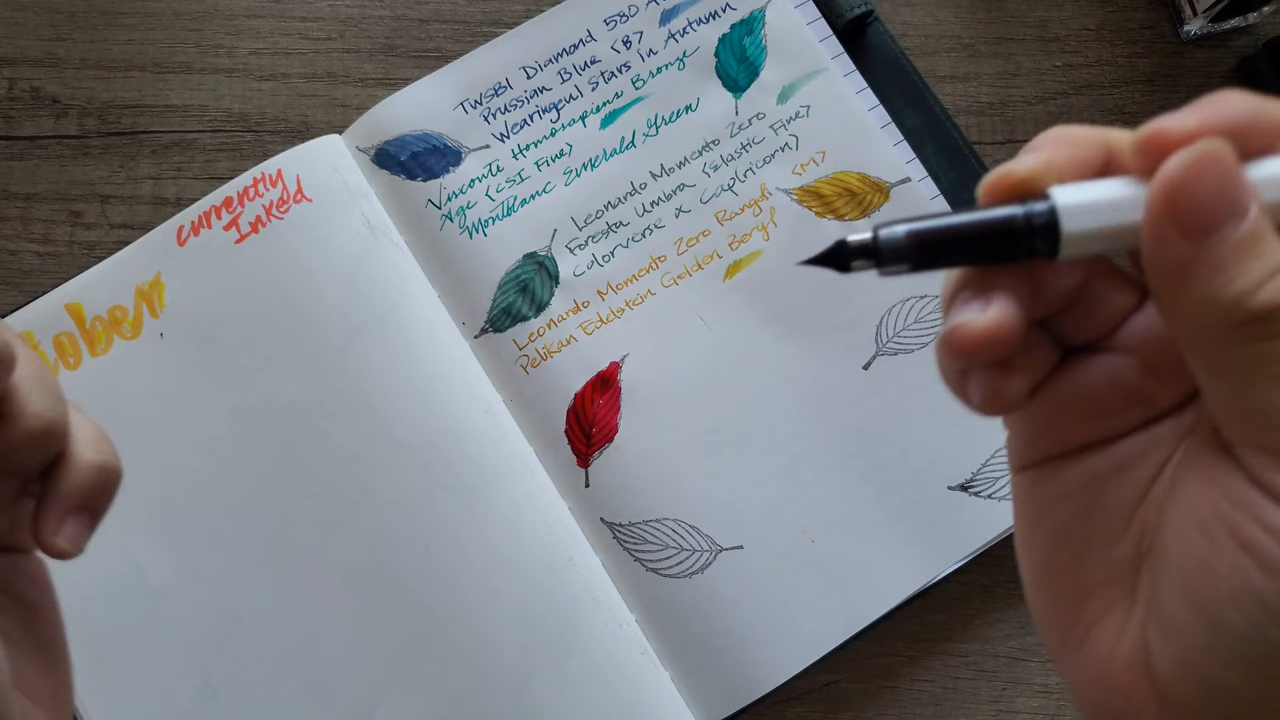 currently
Inked
tober
TWSBI Diamond 580
Prussian Blue <B>
Wearingeul Stars in Autumn
Visconti Homosapiens Bronze
Age <CSI Fine>
Montblanc Emerald Green
Leonardo Momento Zero
Foresta Umbra <Elastic Fine>
Colorverse α Cap(ricorn)
Leonardo Momento Zero Rangoli <M>
Pelikan Edelstein Golden Beryl